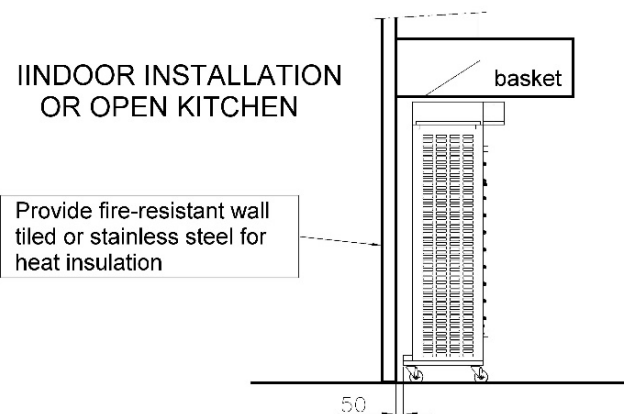 IINDOOR INSTALLATION
OR OPEN KITCHEN
basket
Provide fire-resistant wall
tiled or stainless steel for
heat insulation
50